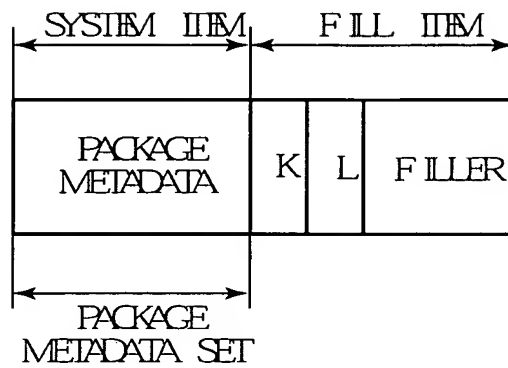 SYSTEM ITEM
FILL ITEM
PACKAGE
METADATA
K
L
FILLER
PACKAGE
METADATA SET